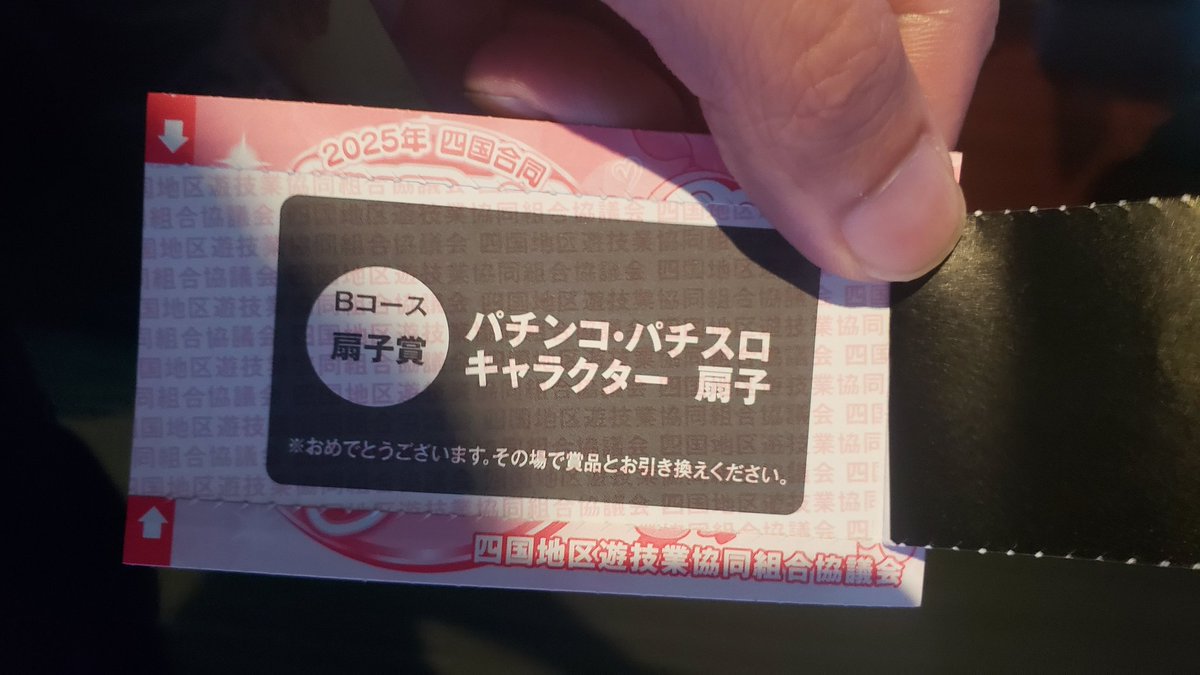 2025年 四国合同
Bコース
扇子賞
パチンコ・パチスロ
キャラクター 扇子
※おめでとうございます。その場で賞品とお引き換えください。
四国地区遊技業協同組合協議会